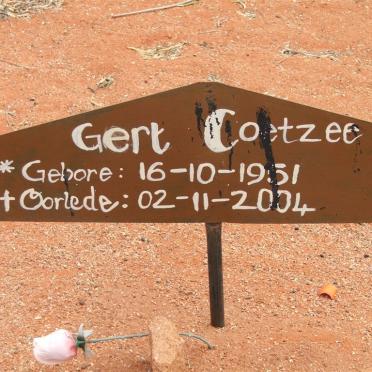 Gert Coetzee
* Gebore: 16-10-1951
✝ Oorlede: 02-11-2004